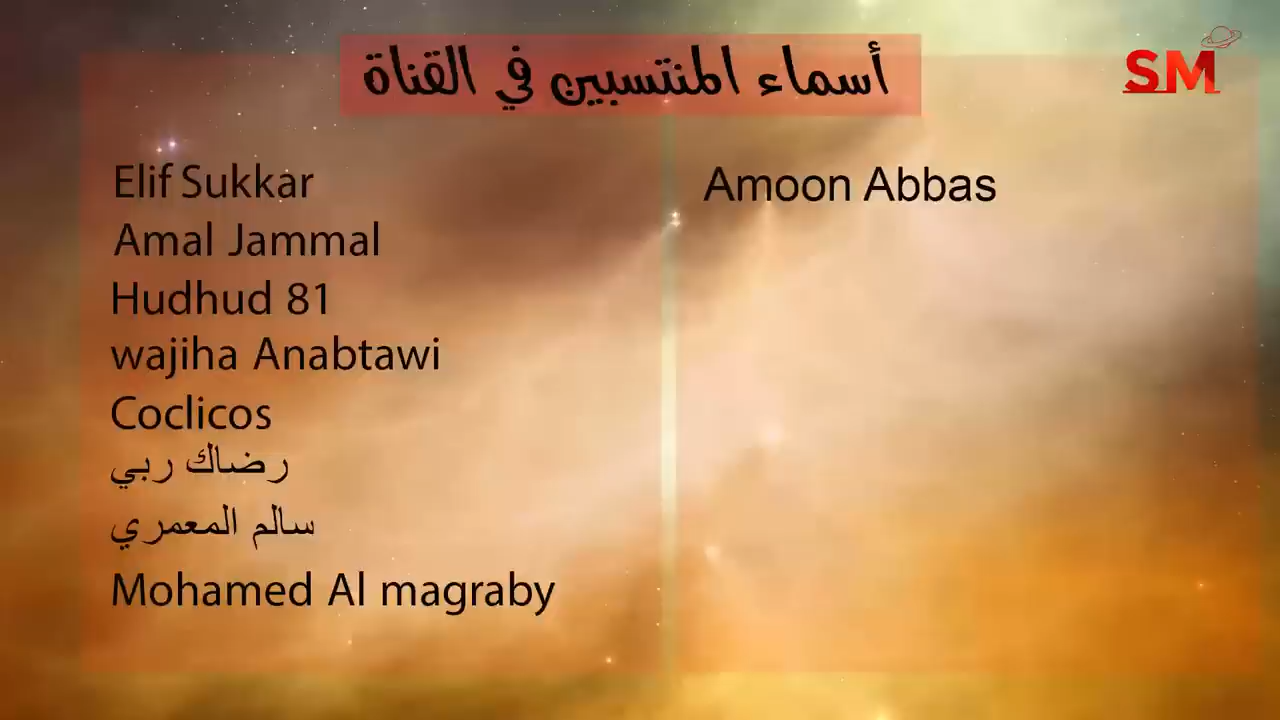 أسماء المنتسبين في القناة
SM
Elif Sukkar
Amal Jammal
Hudhud 81
wajiha Anabtawi
Coclicos
رضاك ربي
سالم المعمري
Mohamed Al magraby
Amoon Abbas